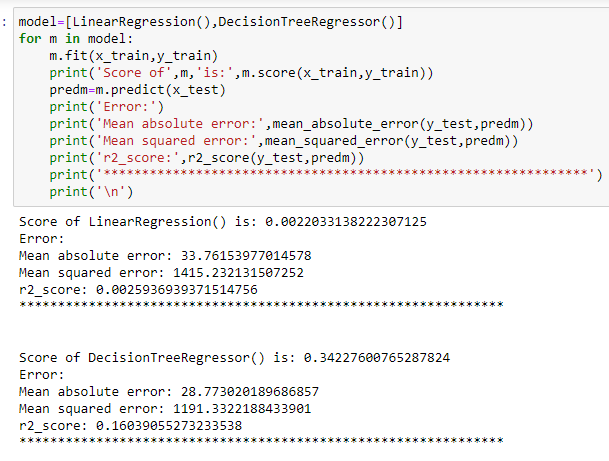 : model=[LinearRegression(),DecisionTreeRegressor()]
for m in model:
    m.fit(x_train,y_train)
    print('Score of',m,'is:',m.score(x_train,y_train))
    predm=m.predict(x_test)
    print('Error:')
    print('Mean absolute error:',mean_absolute_error(y_test,predm))
    print('Mean squared error:',mean_squared_error(y_test,predm))
    print('r2_score:',r2_score(y_test,predm))
    print('***************************************************************')
    print('\n')
Score of LinearRegression() is: 0.0022033138222307125
Error:
Mean absolute error: 33.76153977014578
Mean squared error: 1415.232131507252
r2_score: 0.0025936939371514756
***************************************************************
Score of DecisionTreeRegressor() is: 0.34227600765287824
Error:
Mean absolute error: 28.773020189686857
Mean squared error: 1191.3322188433901
r2_score: 0.16039055273233538
***************************************************************